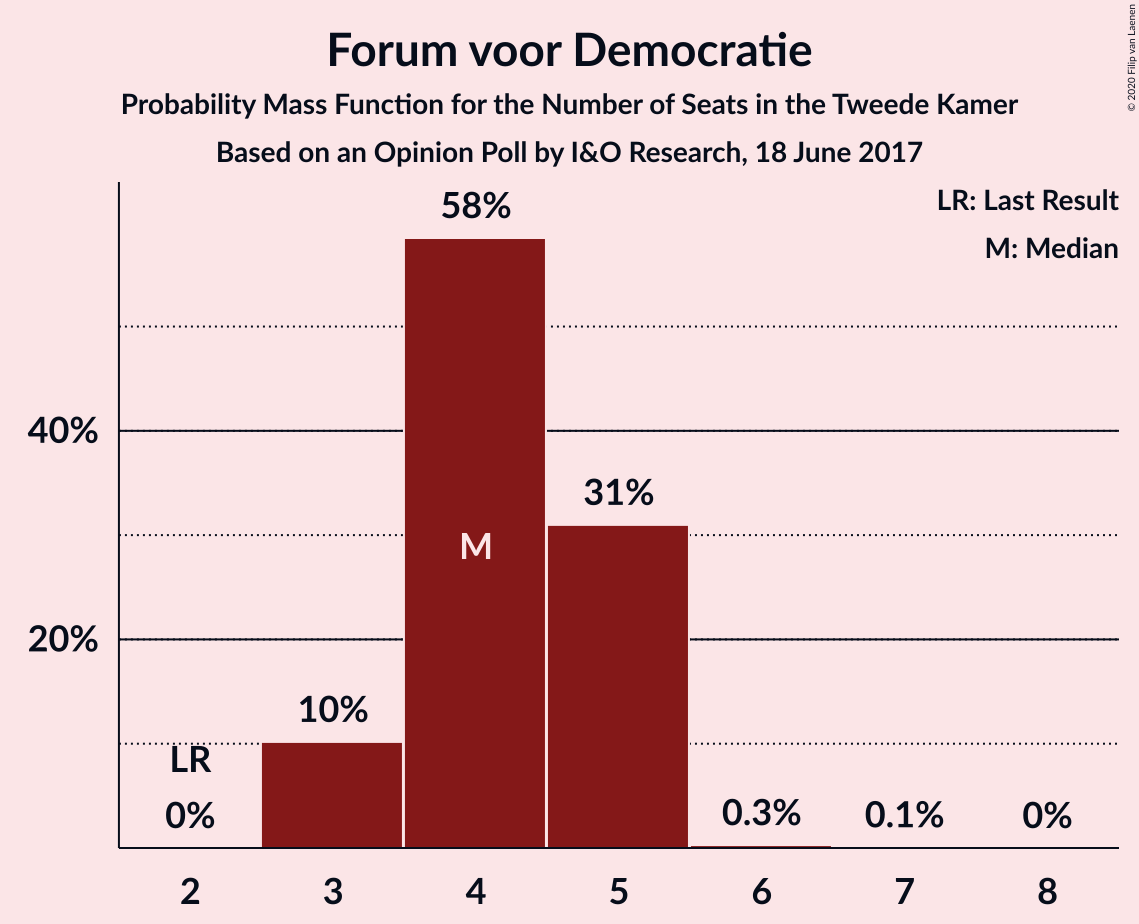 Forum voor Democratie
Probability Mass Function for the Number of Seats in the Tweede Kamer
Based on an Opinion Poll by I&O Research, 18 June 2017
© 2020 Filip van Laenen
LR: Last Result
M: Median
58%
40%
31%
M
20%
10%
LR
0%
0.3%
0.1%
0%
2 3 4 5 6 7 8